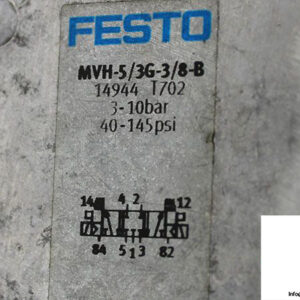 FESTO
MVH-5/3G-3/8-B
14944 T702
3-10bar
40-145psi
14 4 2 12
84 5 1 3 82